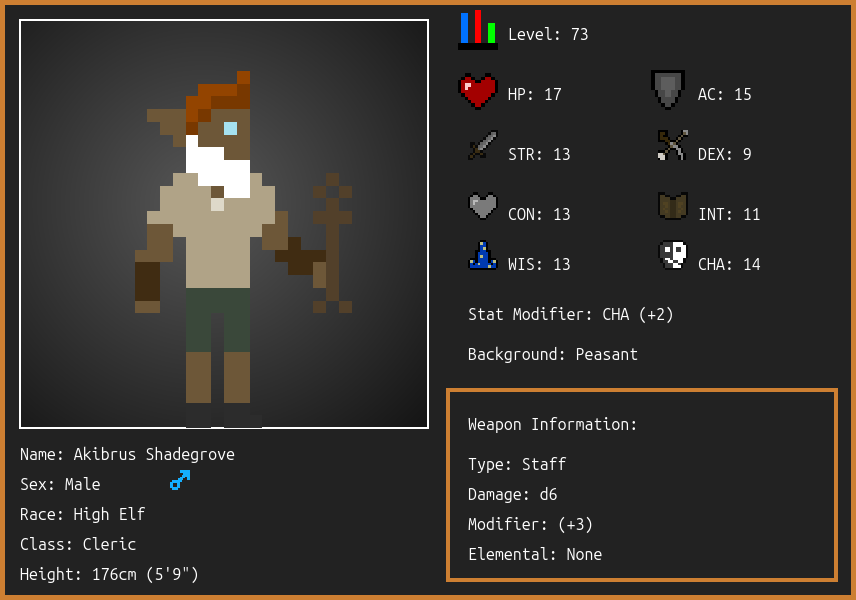 Level: 73
HP: 17
AC: 15
STR: 13
DEX: 9
CON: 13
INT: 11
WIS: 13
CHA: 14
Stat Modifier: CHA (+2)
Background: Peasant
Weapon Information:
Type: Staff
Damage: d6
Modifier: (+3)
Elemental: None
Name: Akibrus Shadegrove
Sex: Male
Race: High Elf
Class: Cleric
Height: 176cm (5'9")